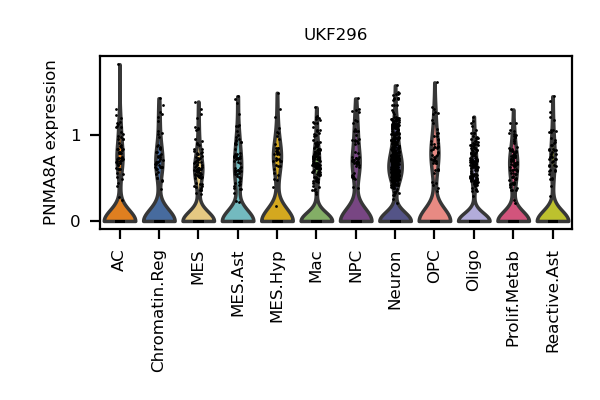 UKF296
PNMA8A expression
1
0
AC
Chromatin.Reg
MES
MES.Ast
MES.Hyp
Mac
NPC
Neuron
OPC
Oligo
Prolif.Metab
Reactive.Ast